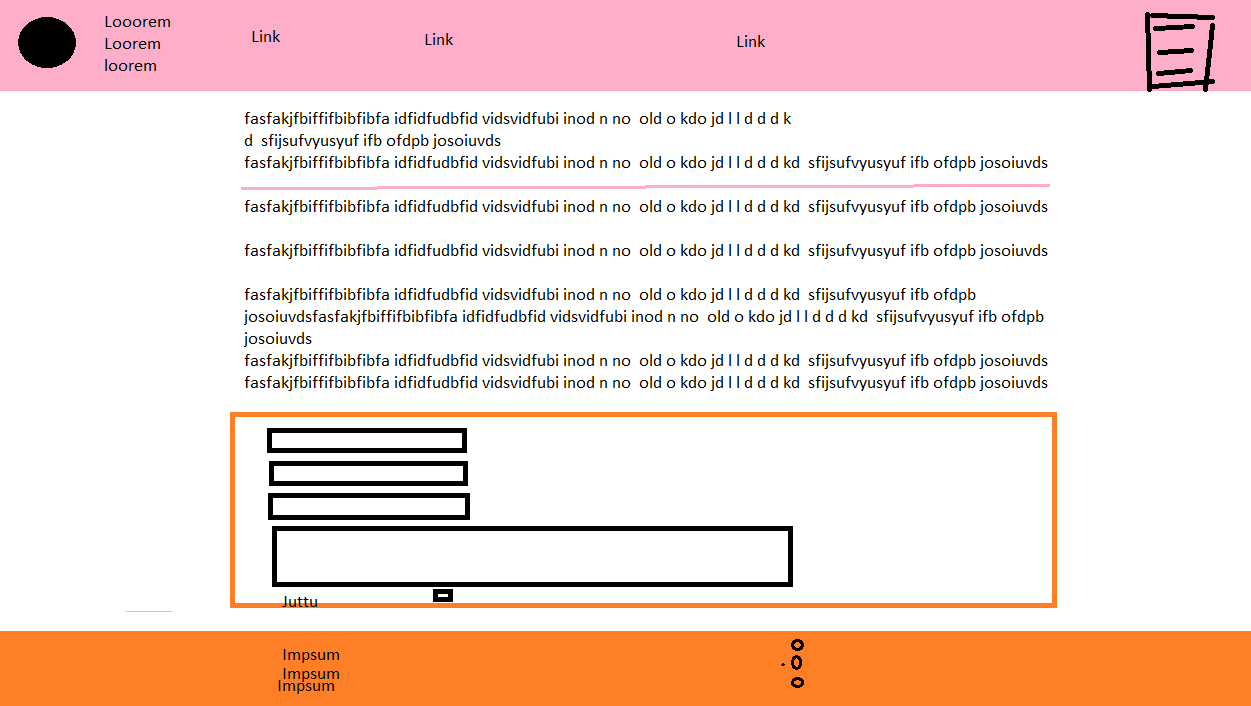 Looorem
Loorem
loorem
Link
Link
Link
fasfakjfbiffifbibfibfa idfidfudbfid vidsvidfubi inod n no  old o kdo jd l l d d d k
d  sfijsufvyusyuf ifb ofdpb josoiuvds
fasfakjfbiffifbibfibfa idfidfudbfid vidsvidfubi inod n no  old o kdo jd l l d d d kd  sfijsufvyusyuf ifb ofdpb josoiuvds
fasfakjfbiffifbibfibfa idfidfudbfid vidsvidfubi inod n no  old o kdo jd l l d d d kd  sfijsufvyusyuf ifb ofdpb josoiuvds
fasfakjfbiffifbibfibfa idfidfudbfid vidsvidfubi inod n no  old o kdo jd l l d d d kd  sfijsufvyusyuf ifb ofdpb josoiuvds
fasfakjfbiffifbibfibfa idfidfudbfid vidsvidfubi inod n no  old o kdo jd l l d d d kd  sfijsufvyusyuf ifb ofdpb
josoiuvdsfasfakjfbiffifbibfibfa idfidfudbfid vidsvidfubi inod n no  old o kdo jd l l d d d kd  sfijsufvyusyuf ifb ofdpb
josoiuvds
fasfakjfbiffifbibfibfa idfidfudbfid vidsvidfubi inod n no  old o kdo jd l l d d d kd  sfijsufvyusyuf ifb ofdpb josoiuvds
fasfakjfbiffifbibfibfa idfidfudbfid vidsvidfubi inod n no  old o kdo jd l l d d d kd  sfijsufvyusyuf ifb ofdpb josoiuvds
Juttu
Impsum
Impsum
Impsum